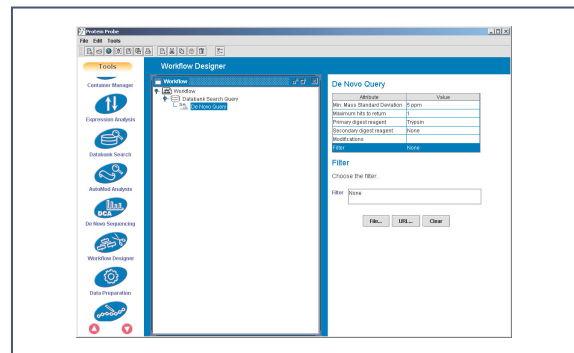 Protein Probe
File Edit Tools
Tools
Workflow Designer
Container Manager
Expression Analysis
Databank Search
AutoMod Analysis
DCA
De Novo Sequencing
Workflow Designer
Data Preparation
Workflow
Workflow
Databank Search Query
De Novo Query
De Novo Query
Attribute Value
Min. Mass Standard Deviation 5 ppm
Maximum hits to return 1
Primary digest reagent Trypsin
Secondary digest reagent None
Modifications
Filter None
Filter
Choose the filter.
Filter None
File... URL... Clear